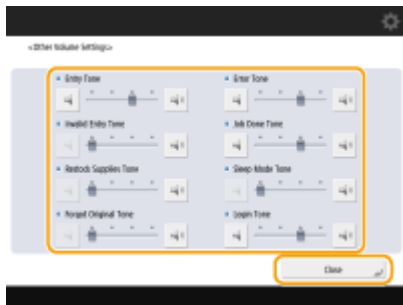 <Other Volume Settings>
Entry Tone
Error Tone
Invalid Entry Tone
Job Done Tone
Restock Supplies Tone
Sleep Mode Tone
Forgot Original Tone
Login Tone
Close